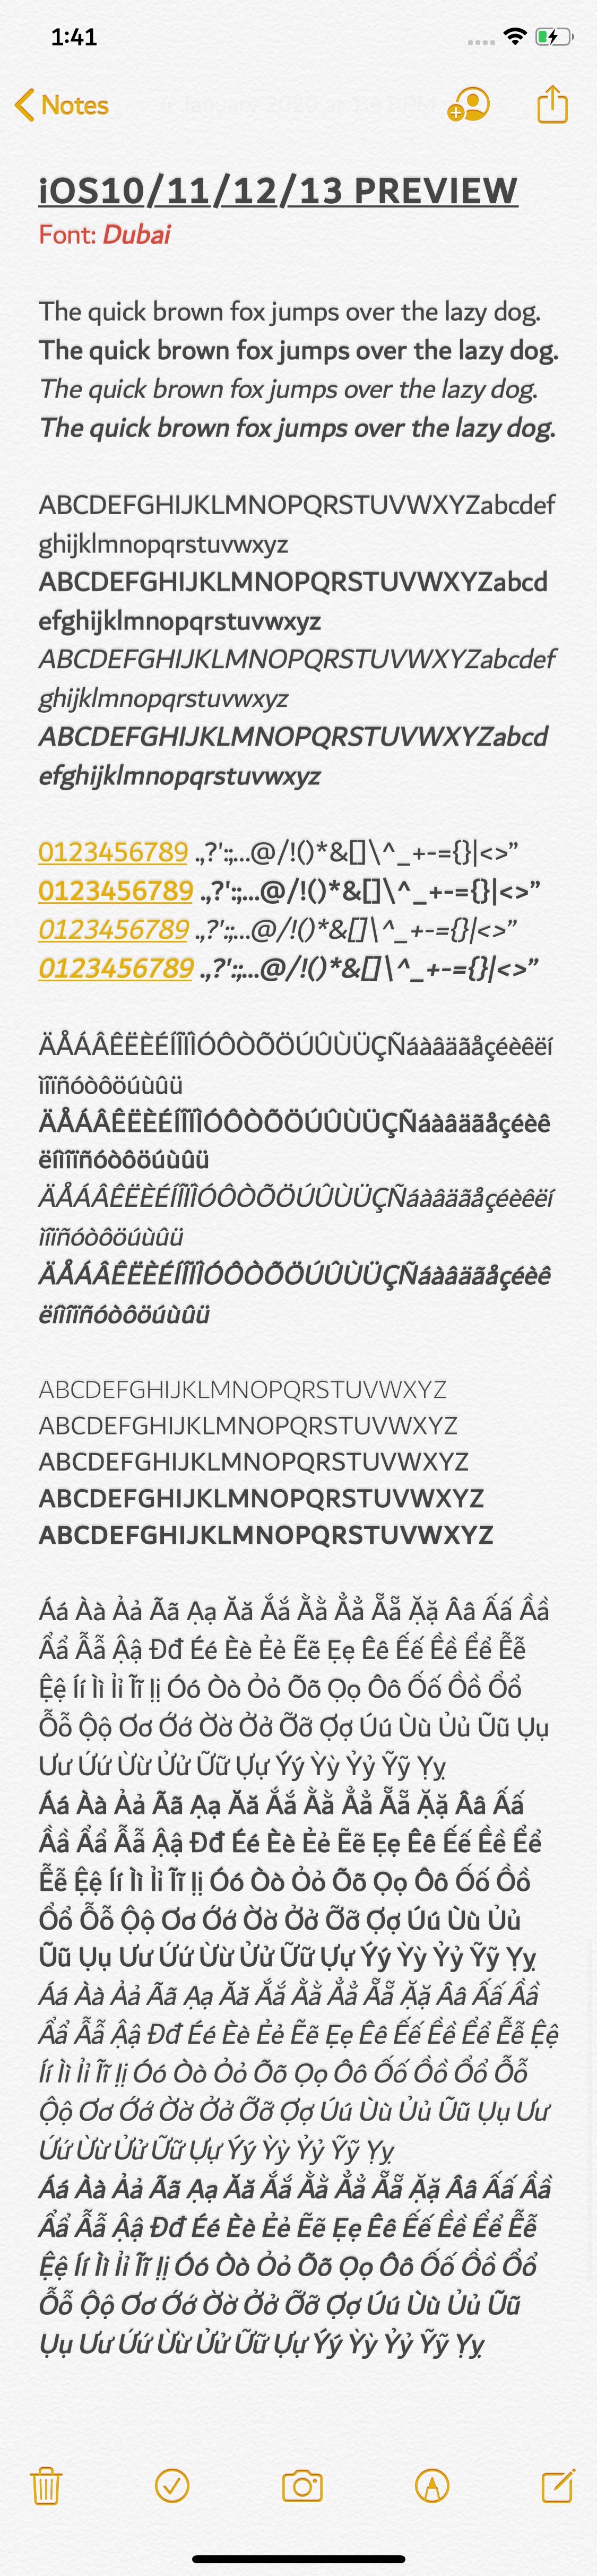 1:41
Notes
iOS10/11/12/13 PREVIEW
Font: Dubai
The quick brown fox jumps over the lazy dog.
The quick brown fox jumps over the lazy dog.
The quick brown fox jumps over the lazy dog.
The quick brown fox jumps over the lazy dog.
ABCDEFGHIJKLMNOPQRSTUVWXYZabcdef
ghijklmnopqrstuvwxyz
ABCDEFGHIJKLMNOPQRSTUVWXYZabcd
efghijklmnopqrstuvwxyz
ABCDEFGHIJKLMNOPQRSTUVWXYZabcdef
ghijklmnopqrstuvwxyz
ABCDEFGHIJKLMNOPQRSTUVWXYZabcd
efghijklmnopqrstuvwxyz
0123456789 .,?':;...@/!()*&[]\^_+-={}|<>”
0123456789 .,?':;...@/!()*&[]\^_+-={}|<>”
0123456789 .,?':;...@/!()*&[]\^_+-={}|<>”
0123456789 .,?':;...@/!()*&[]\^_+-={}|<>”
ÄÅÁÂÊËÈÉÍÎĨÏÌÓÔÒÕÖÚÛÙÜÇÑáàâäãåçéèêëí
ìĩîïñóòôöúùûü
ÄÅÁÂÊËÈÉÍÎĨÏÌÓÔÒÕÖÚÛÙÜÇÑáàâäãåçéèê
ëíìĩîïñóòôöúùûü
ÄÅÁÂÊËÈÉÍÎĨÏÌÓÔÒÕÖÚÛÙÜÇÑáàâäãåçéèêëí
ìĩîïñóòôöúùûü
ÄÅÁÂÊËÈÉÍÎĨÏÌÓÔÒÕÖÚÛÙÜÇÑáàâäãåçéèê
ëíìĩîïñóòôöúùûü
ABCDEFGHIJKLMNOPQRSTUVWXYZ
ABCDEFGHIJKLMNOPQRSTUVWXYZ
ABCDEFGHIJKLMNOPQRSTUVWXYZ
ABCDEFGHIJKLMNOPQRSTUVWXYZ
ABCDEFGHIJKLMNOPQRSTUVWXYZ
Áá Àà Ảả Ãã Ạạ Ăă Ắắ Ằằ Ẳẳ Ẵẵ Ặặ Ââ Ấấ Ầầ
Ẩẩ Ẫẫ Ậậ Đđ Éé Èè Ẻẻ Ẽẽ Ẹẹ Êê Ếế Ềề Ểể Ễễ
Ệệ Íí Ìì Ỉỉ Ĩĩ Ịị Óó Òò Ỏỏ Õõ Ọọ Ôô Ốố Ồồ Ổổ
Ỗỗ Ộộ Ơơ Ớớ Ờờ Ởở Ỡỡ Ợợ Úú Ùù Ủủ Ũũ Ụụ
Ưư Ứứ Ừừ Ửử Ữữ Ựự Ýý Ỳỳ Ỷỷ Ỹỹ Ỵỵ
Áá Àà Ảả Ãã Ạạ Ăă Ắắ Ằằ Ẳẳ Ẵẵ Ặặ Ââ Ấấ
Ầầ Ẩẩ Ẫẫ Ậậ Đđ Éé Èè Ẻẻ Ẽẽ Ẹẹ Êê Ếế Ềề Ểể
Ễễ Ệệ Íí Ìì Ỉỉ Ĩĩ Ịị Óó Òò Ỏỏ Õõ Ọọ Ôô Ốố Ồồ
Ổổ Ỗỗ Ộộ Ơơ Ớớ Ờờ Ởở Ỡỡ Ợợ Úú Ùù Ủủ
Ũũ Ụụ Ưư Ứứ Ừừ Ửử Ữữ Ựự Ýý Ỳỳ Ỷỷ Ỹỹ Ỵỵ
Áá Àà Ảả Ãã Ạạ Ăă Ắắ Ằằ Ẳẳ Ẵẵ Ặặ Ââ Ấấ Ầầ
Ẩẩ Ẫẫ Ậậ Đđ Éé Èè Ẻẻ Ẽẽ Ẹẹ Êê Ếế Ềề Ểể Ễễ Ệệ
Íí Ìì Ỉỉ Ĩĩ Ịị Óó Òò Ỏỏ Õõ Ọọ Ôô Ốố Ồồ Ổổ Ỗỗ
Ộộ Ơơ Ớớ Ờờ Ởở Ỡỡ Ợợ Úú Ùù Ủủ Ũũ Ụụ Ưư
Ứứ Ừừ Ửử Ữữ Ựự Ýý Ỳỳ Ỷỷ Ỹỹ Ỵỵ
Áá Àà Ảả Ãã Ạạ Ăă Ắắ Ằằ Ẳẳ Ẵẵ Ặặ Ââ Ấấ Ầầ
Ẩẩ Ẫẫ Ậậ Đđ Éé Èè Ẻẻ Ẽẽ Ẹẹ Êê Ếế Ềề Ểể Ễễ
Ệệ Íí Ìì Ỉỉ Ĩĩ Ịị Óó Òò Ỏỏ Õõ Ọọ Ôô Ốố Ồồ Ổổ
Ỗỗ Ộộ Ơơ Ớớ Ờờ Ởở Ỡỡ Ợợ Úú Ùù Ủủ Ũũ
Ụụ Ưư Ứứ Ừừ Ửử Ữữ Ựự Ýý Ỳỳ Ỷỷ Ỹỹ Ỵỵ